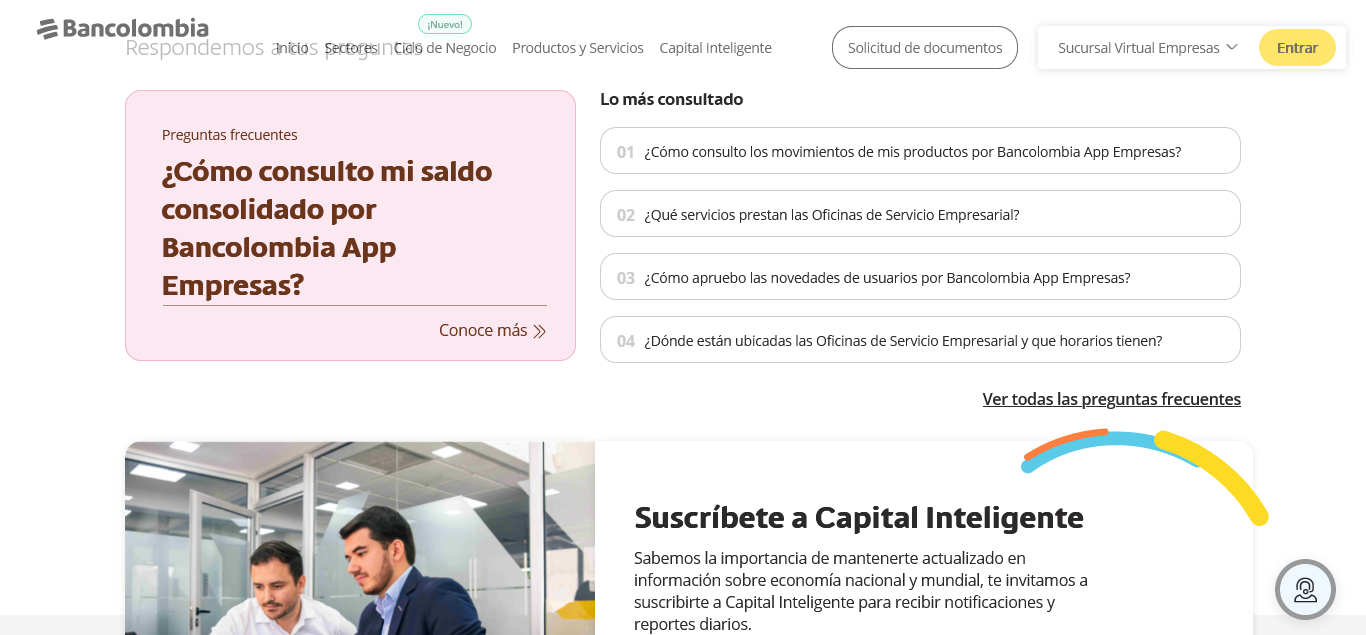 Bancolombia
¡Nuevo!
Respondemos a tus preguntas
Inicio Sectores Ciclo de Negocio Productos y Servicios Capital Inteligente
Solicitud de documentos
Sucursal Virtual Empresas
Entrar
Preguntas frecuentes
¿Cómo consulto mi saldo
consolidado por
Bancolombia App
Empresas?
Conoce más
Lo más consultado
01 ¿Cómo consulto los movimientos de mis productos por Bancolombia App Empresas?
02 ¿Qué servicios prestan las Oficinas de Servicio Empresarial?
03 ¿Cómo apruebo las novedades de usuarios por Bancolombia App Empresas?
04 ¿Dónde están ubicadas las Oficinas de Servicio Empresarial y que horarios tienen?
Ver todas las preguntas frecuentes
Suscríbete a Capital Inteligente
Sabemos la importancia de mantenerte actualizado en
información sobre economía nacional y mundial, te invitamos a
suscribirte a Capital Inteligente para recibir notificaciones y
reportes diarios.